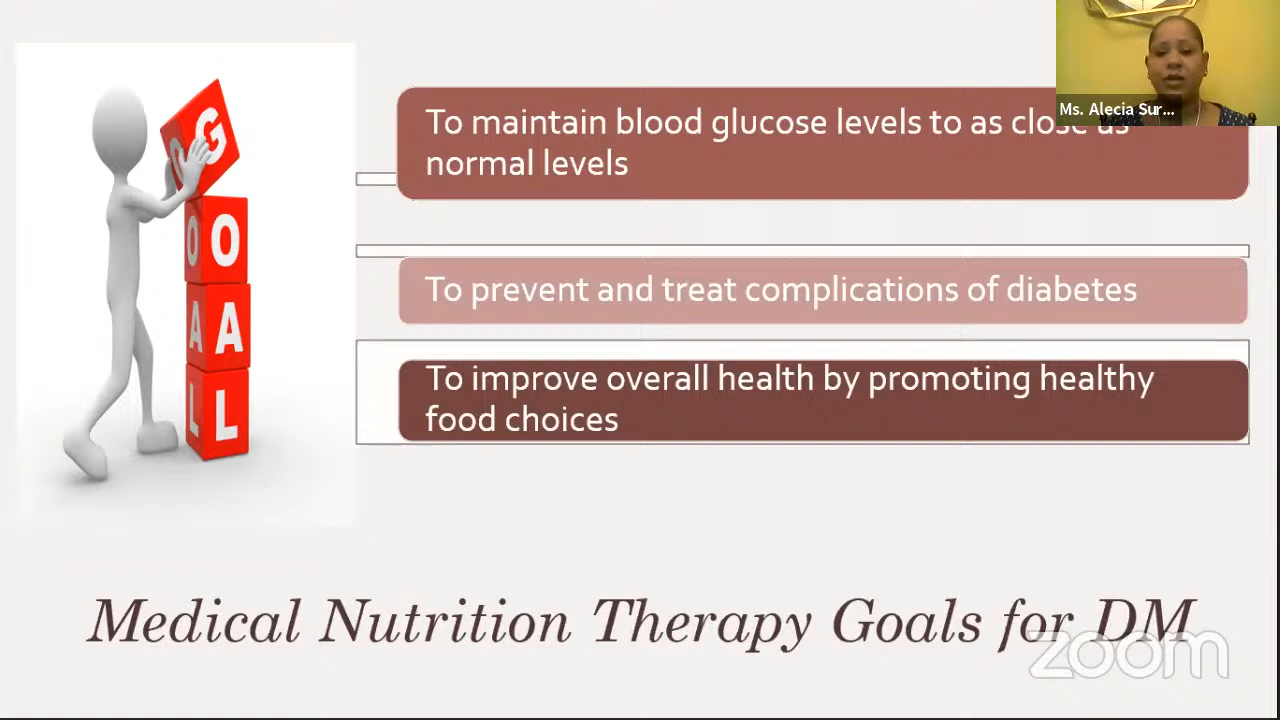 Ms. Alecia Sur...
To maintain blood glucose levels to as close as
normal levels
To prevent and treat complications of diabetes
To improve overall health by promoting healthy
food choices
G
O O
A A
L L
Medical Nutrition Therapy Goals for DM
zoom